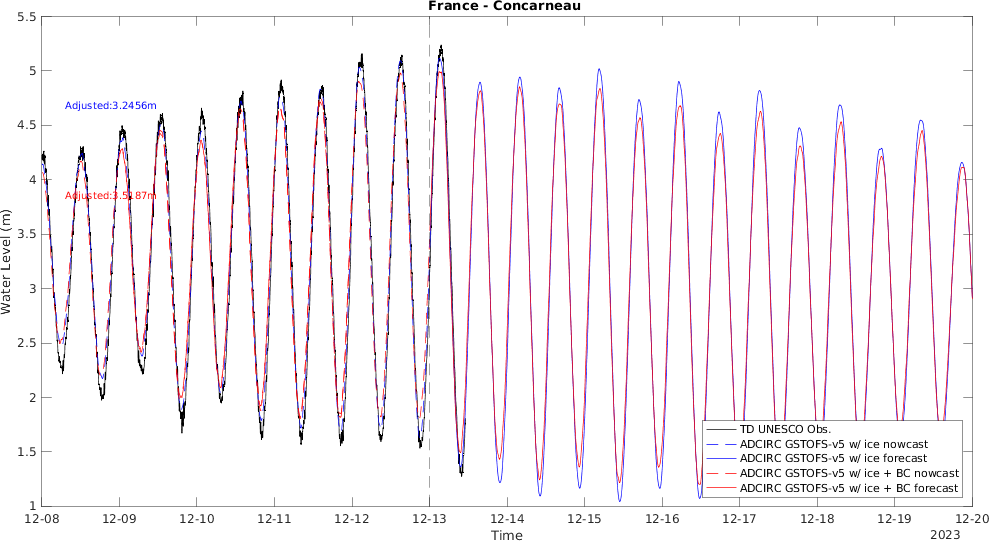 France - Concarneau
5.5
5
4.5
4
3.5
3
2.5
2
1.5
1
Water Level (m)
Adjusted:3.2456m
Adjusted:3.5187m
TD UNESCO Obs.
ADCIRC GSTOFS-v5 w/ ice nowcast
ADCIRC GSTOFS-v5 w/ ice forecast
ADCIRC GSTOFS-v5 w/ ice + BC nowcast
ADCIRC GSTOFS-v5 w/ ice + BC forecast
12-08 12-09 12-10 12-11 12-12 12-13 12-14 12-15 12-16 12-17 12-18 12-19 12-20
Time
2023